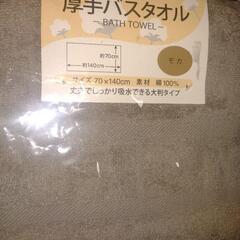 厚手バスタオル
BATH TOWEL
約70cm
約140cm
モカ
サイズ 70×140cm 素材 綿100%
丈夫でしっかり吸水できる大判タイプ